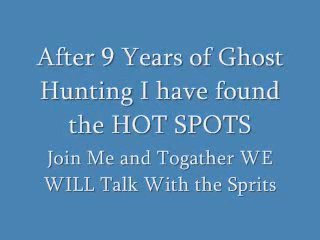 After 9 Years of Ghost
Hunting I have found
the HOT SPOTS
Join Me and Togather WE
WILL Talk With the Sprits